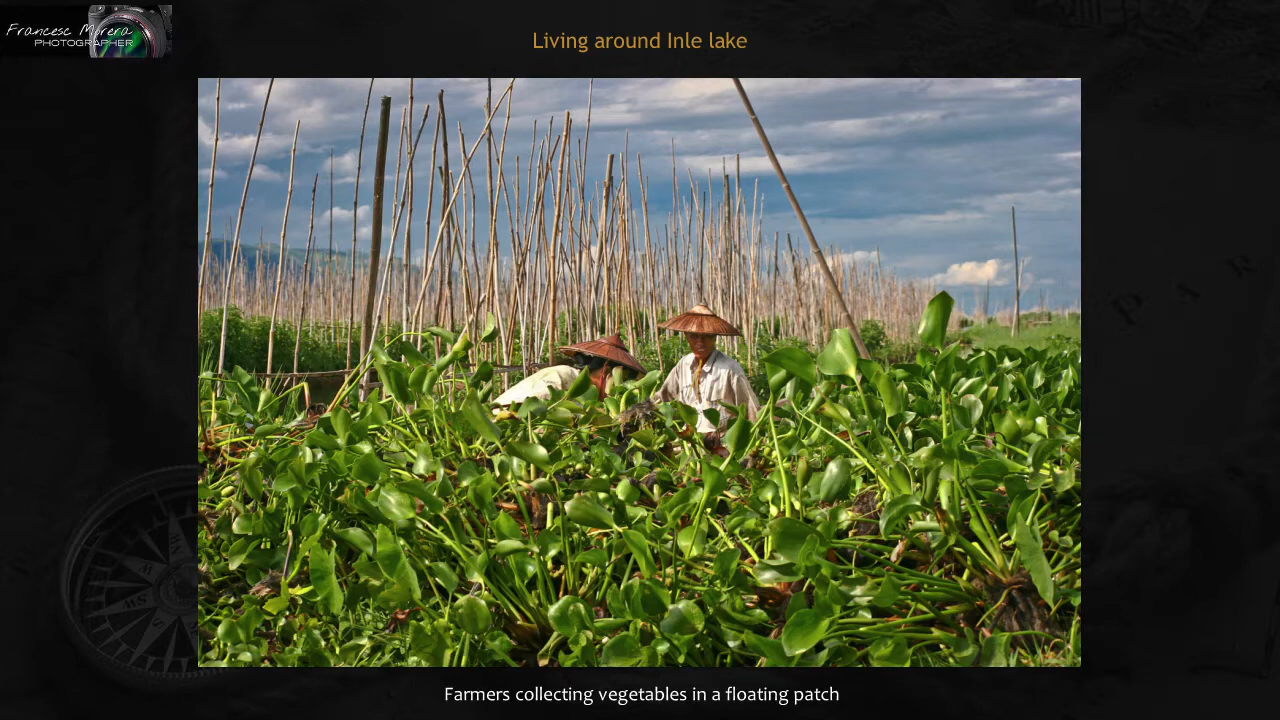 Francesc Morera
PHOTOGRAPHER
Living around Inle lake
Farmers collecting vegetables in a floating patch